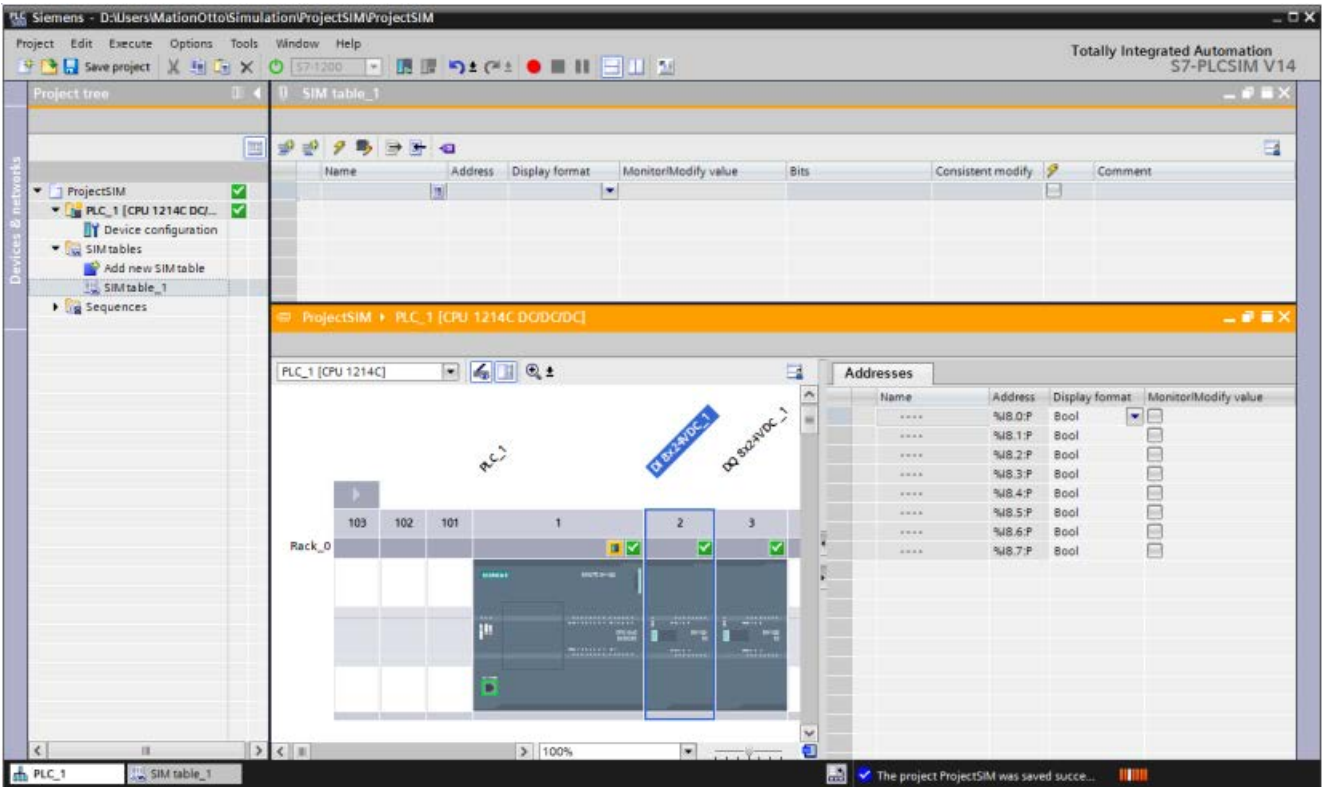 Siemens - D:\Users\MationOtto\Simulation\ProjectSIM\ProjectSIM
Project Edit Execute Options Tools Window Help
Totally Integrated Automation
S7-PLCSIM V14
Save project
S7-1200
Project tree
SIM table_1
Devices & networks
Name Address Display format Monitor/Modify value Bits Consistent modify Comment
ProjectSIM
PLC_1 [CPU 1214C DC/...
Device configuration
SIM tables
Add new SIM table
SIM table_1
Sequences
ProjectSIM PLC_1 [CPU 1214C DC/DC/DC]
PLC_1 [CPU 1214C]
PLC_1
DI 8x24VDC_1
DQ 8x24VDC_1
103 102 101 1 2 3
Rack_0
SIEMENS
100%
Addresses
Name Address Display format Monitor/Modify value
%I8.0:P Bool
%I8.1:P Bool
%I8.2:P Bool
%I8.3:P Bool
%I8.4:P Bool
%I8.5:P Bool
%I8.6:P Bool
%I8.7:P Bool
PLC_1
SIM table_1
The project ProjectSIM was saved succe...